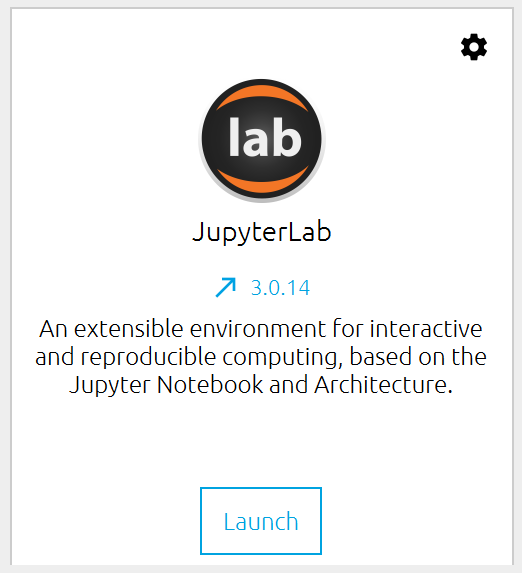 lab
JupyterLab
3.0.14
An extensible environment for interactive
and reproducible computing, based on the
Jupyter Notebook and Architecture.
Launch